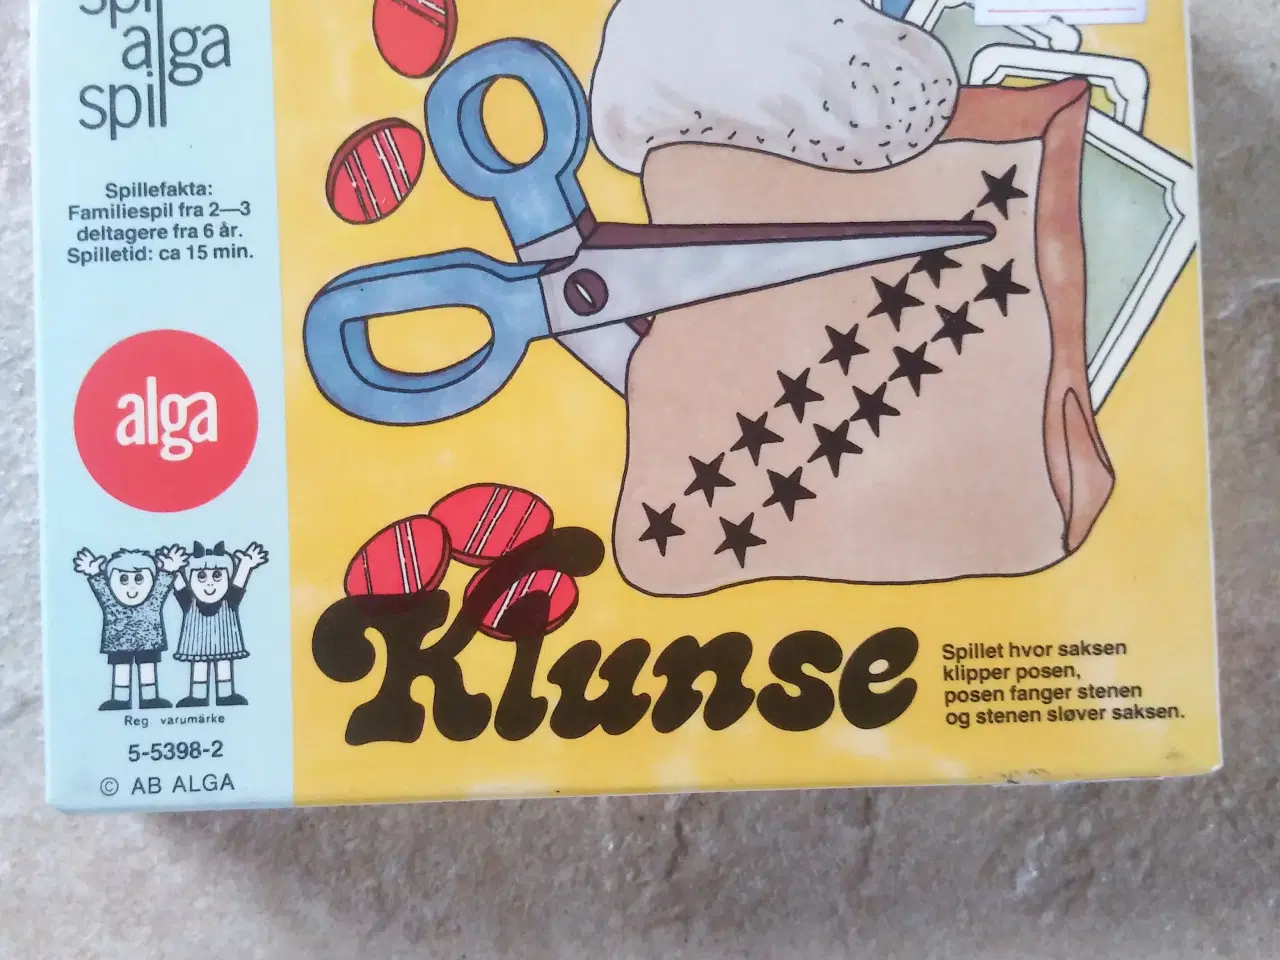 spil
alga
spil
Spillefakta:
Familiespil fra 2—3
deltagere fra 6 år.
Spilletid: ca 15 min.
alga
Reg varumärke
5-5398-2
© AB ALGA
Klunse
Spillet hvor saksen
klipper posen,
posen fanger stenen
og stenen sløver saksen.